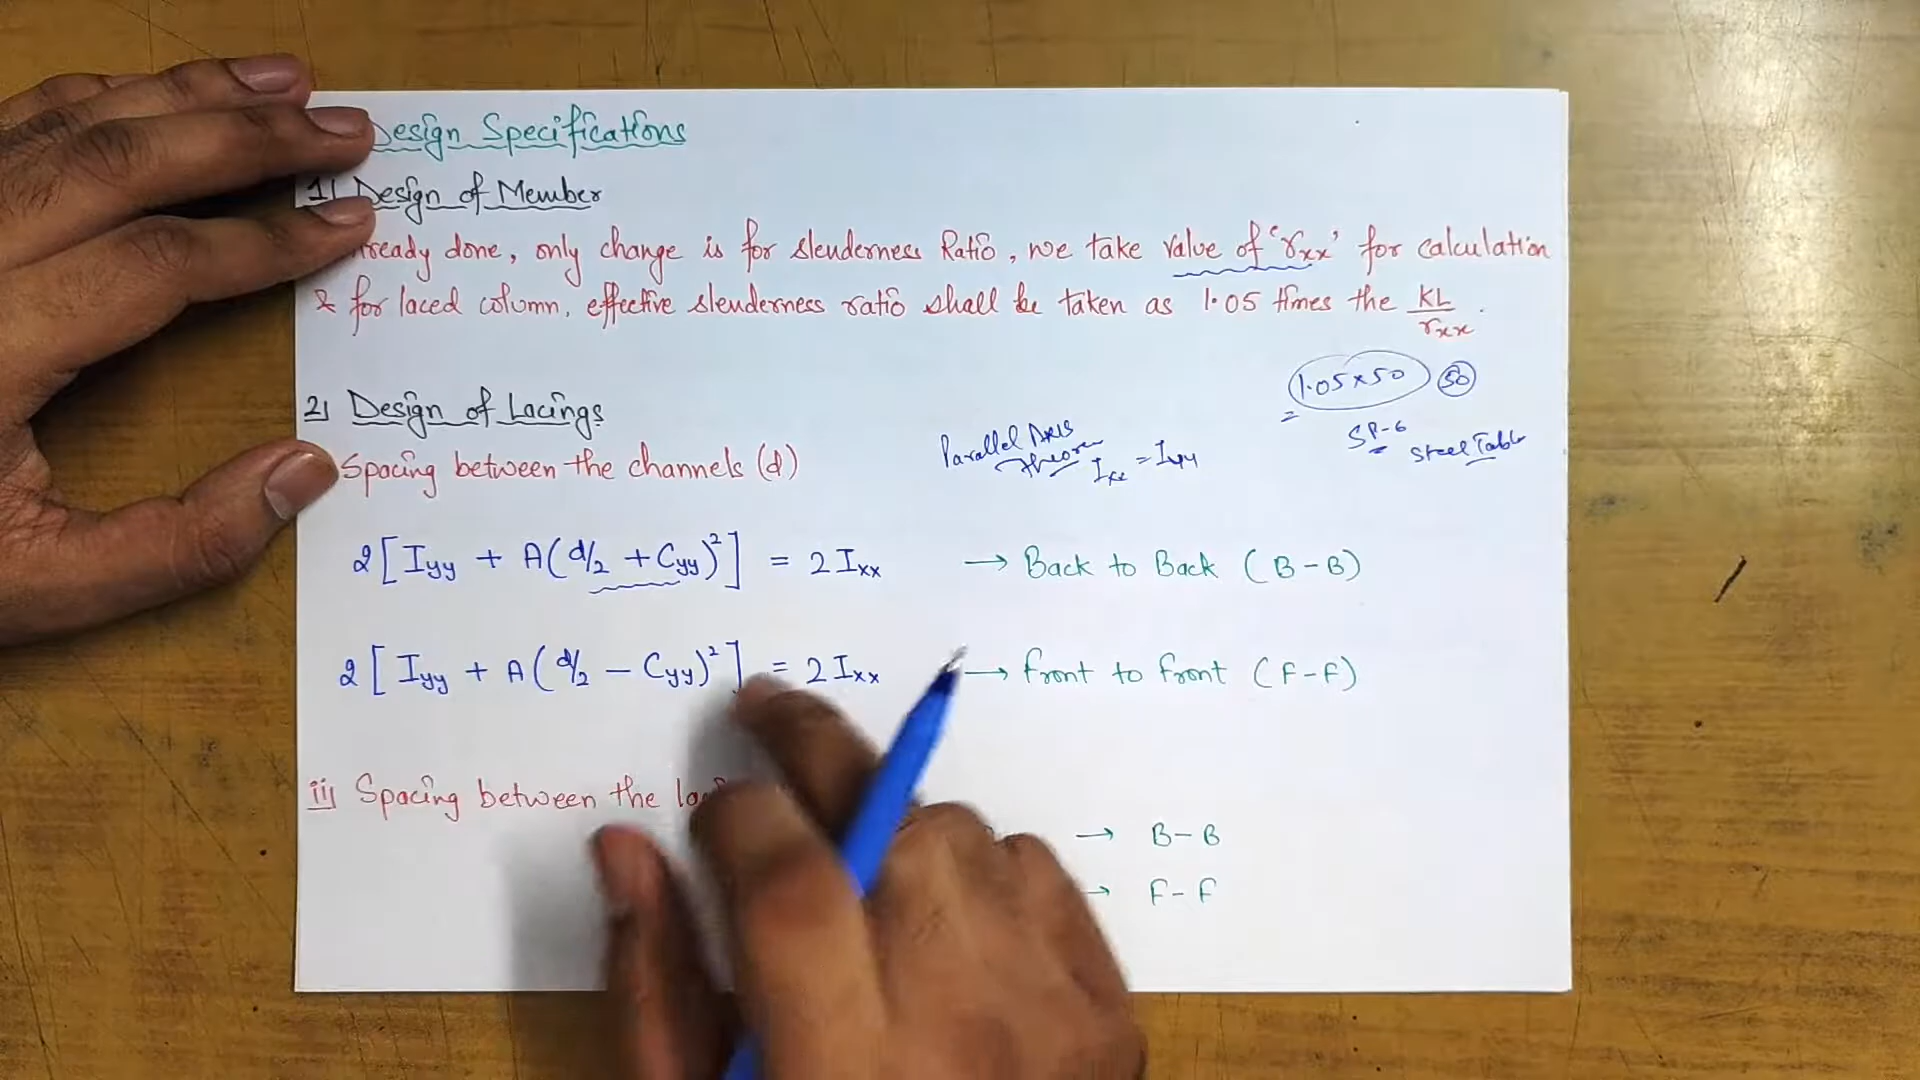 Design Specifications
1) Design of Member
Already done, only change is for slenderness Ratio, we take value of 'rxx' for calculation
& for laced column, effective slenderness ratio shall be taken as 1.05 times the KL/rxx.
= 1.05×50 50
SP-6 Steel Table
2) Design of Lacings
Parallel Axis Theorem Ixx = Iyy
Spacing between the channels (d)
2[Iyy + A(d/2 + Cyy)²] = 2Ixx → Back to Back (B-B)
2[Iyy + A(d/2 - Cyy)²] = 2Ixx → Front to Front (F-F)
ii) Spacing between the
→ B-B
→ F-F